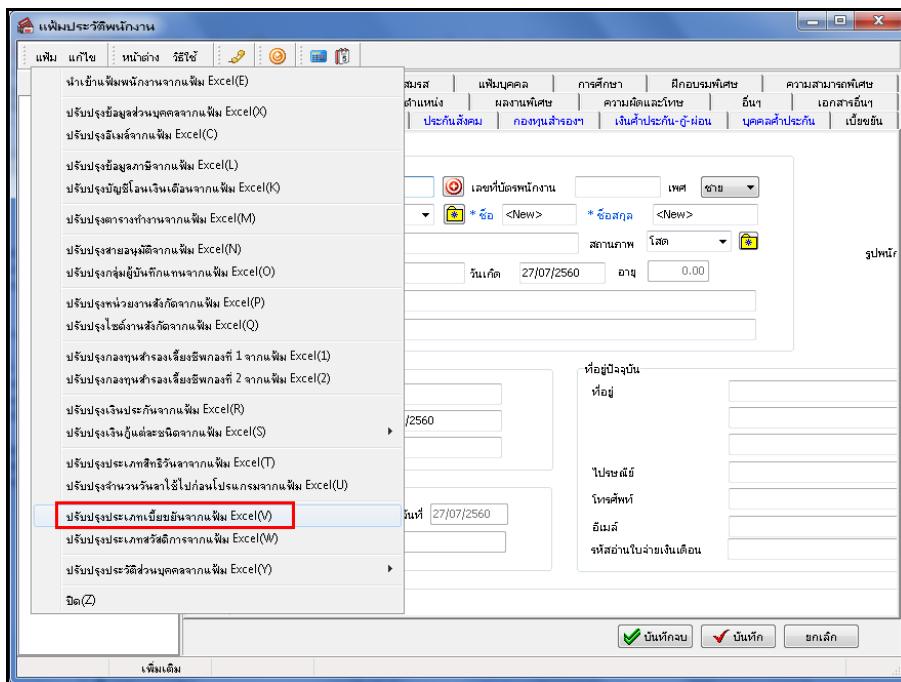 แฟ้มประวัติพนักงาน
แฟ้ม แก้ไข หน้าต่าง วิธีใช้
นำเข้าแฟ้มพนักงานจากแฟ้ม Excel(E)
ปรับปรุงข้อมูลส่วนบุคคลจากแฟ้ม Excel(X)
ปรับปรุงอีเมล์จากแฟ้ม Excel(C)
ปรับปรุงข้อมูลภาษีจากแฟ้ม Excel(L)
ปรับปรุงบัญชีโอนเงินเดือนจากแฟ้ม Excel(K)
ปรับปรุงตารางทำงานจากแฟ้ม Excel(M)
ปรับปรุงสายอนุมัติจากแฟ้ม Excel(N)
ปรับปรุงกลุ่มผู้บันทึกแทนจากแฟ้ม Excel(O)
ปรับปรุงหน่วยงานสังกัดจากแฟ้ม Excel(P)
ปรับปรุงไซต์งานสังกัดจากแฟ้ม Excel(Q)
ปรับปรุงกองทุนสำรองเลี้ยงชีพกองที่ 1 จากแฟ้ม Excel(1)
ปรับปรุงกองทุนสำรองเลี้ยงชีพกองที่ 2 จากแฟ้ม Excel(2)
ปรับปรุงเงินประกันจากแฟ้ม Excel(R)
ปรับปรุงเงินกู้แต่ละชนิดจากแฟ้ม Excel(S)
ปรับปรุงประเภทสิทธิวันลาจากแฟ้ม Excel(T)
ปรับปรุงจำนวนวันลาใช้ไปก่อนโปรแกรมจากแฟ้ม Excel(U)
ปรับปรุงประเภทเบี้ยขยันจากแฟ้ม Excel(V)
ปรับปรุงประเภทสวัสดิการจากแฟ้ม Excel(W)
ปรับปรุงประวัติส่วนบุคคลจากแฟ้ม Excel(Y)
ปิด(Z)
สมรส แฟ้มบุคคล การศึกษา ฝึกอบรมพิเศษ ความสามารถพิเศษ
ตำแหน่ง ผลงานพิเศษ ความผิดและโทษ อื่นๆ เอกสารอื่นๆ
ประกันสังคม กองทุนสำรองฯ เงินค้ำประกัน-กู้-ผ่อน บุคคลค้ำประกัน เบี้ยขยัน
เลขที่บัตรพนักงาน เพศ ชาย
* ชื่อ <New> * ชื่อสกุล <New>
สถานภาพ โสด
รูปพนัก
วันเกิด 27/07/2560 อายุ 0.00
ที่อยู่ปัจจุบัน
ที่อยู่
/2560
ไปรษณีย์
โทรศัพท์
วันที่ 27/07/2560
อีเมล์
รหัสอ่านใบจ่ายเงินเดือน
บันทึกจบ บันทึก ยกเลิก
เพิ่มเติม